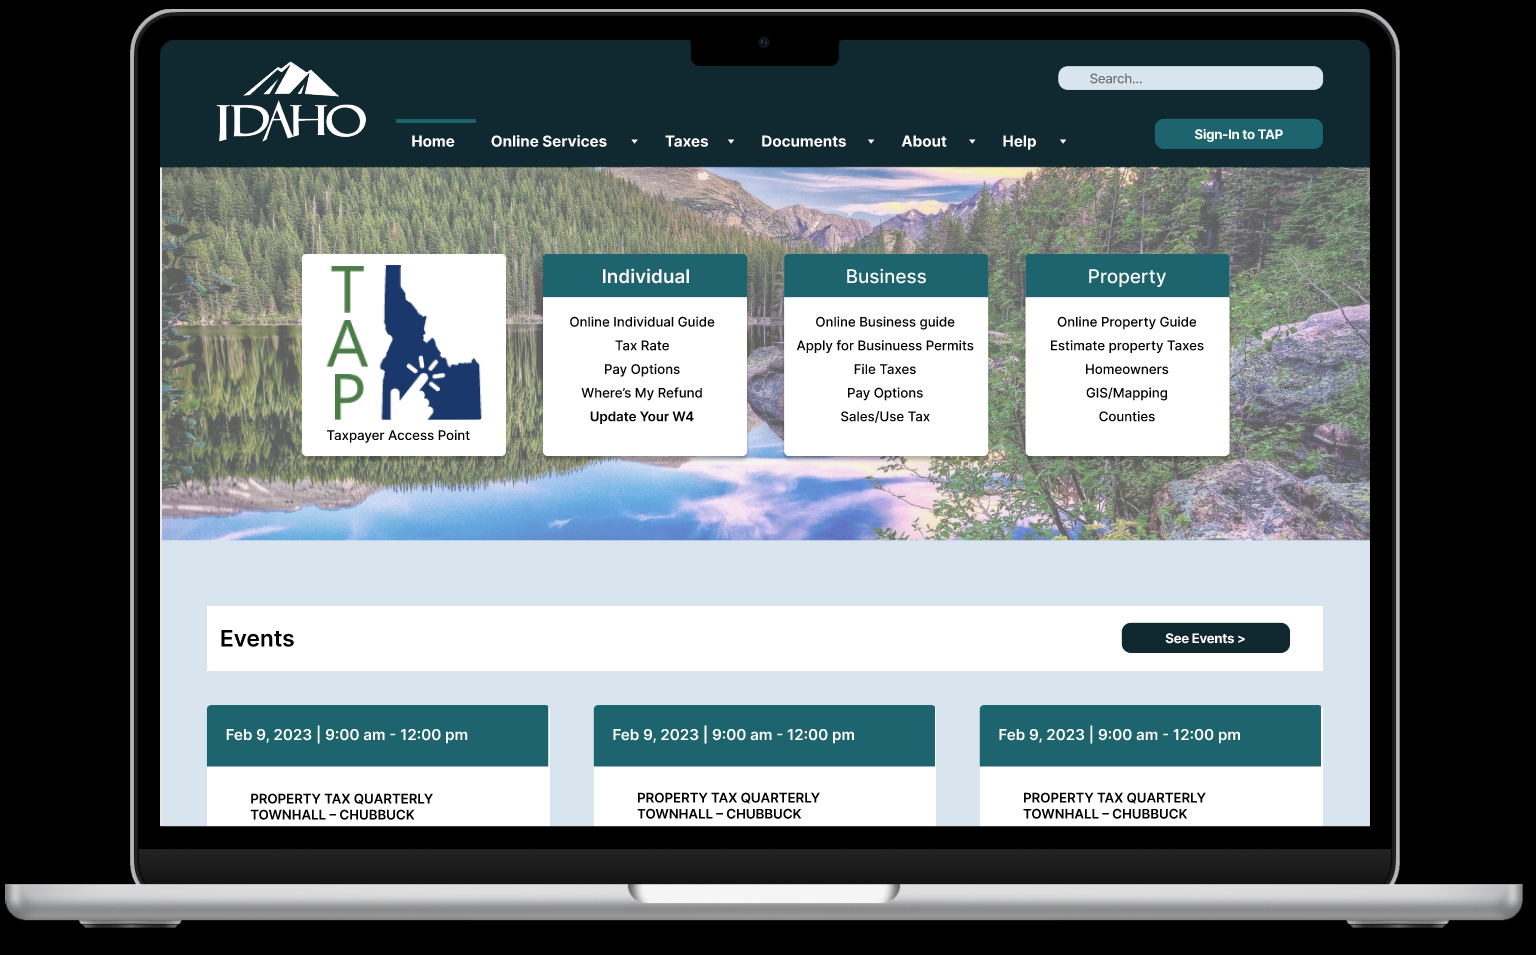 IDAHO
Search...
Home Online Services Taxes Documents About Help
Sign-In to TAP
T
A
P
Taxpayer Access Point
Individual
Online Individual Guide
Tax Rate
Pay Options
Where's My Refund
Update Your W4
Business
Online Business guide
Apply for Businuess Permits
File Taxes
Pay Options
Sales/Use Tax
Property
Online Property Guide
Estimate property Taxes
Homeowners
GIS/Mapping
Counties
Events
See Events >
Feb 9, 2023 | 9:00 am - 12:00 pm
PROPERTY TAX QUARTERLY
TOWNHALL – CHUBBUCK
Feb 9, 2023 | 9:00 am - 12:00 pm
PROPERTY TAX QUARTERLY
TOWNHALL – CHUBBUCK
Feb 9, 2023 | 9:00 am - 12:00 pm
PROPERTY TAX QUARTERLY
TOWNHALL – CHUBBUCK